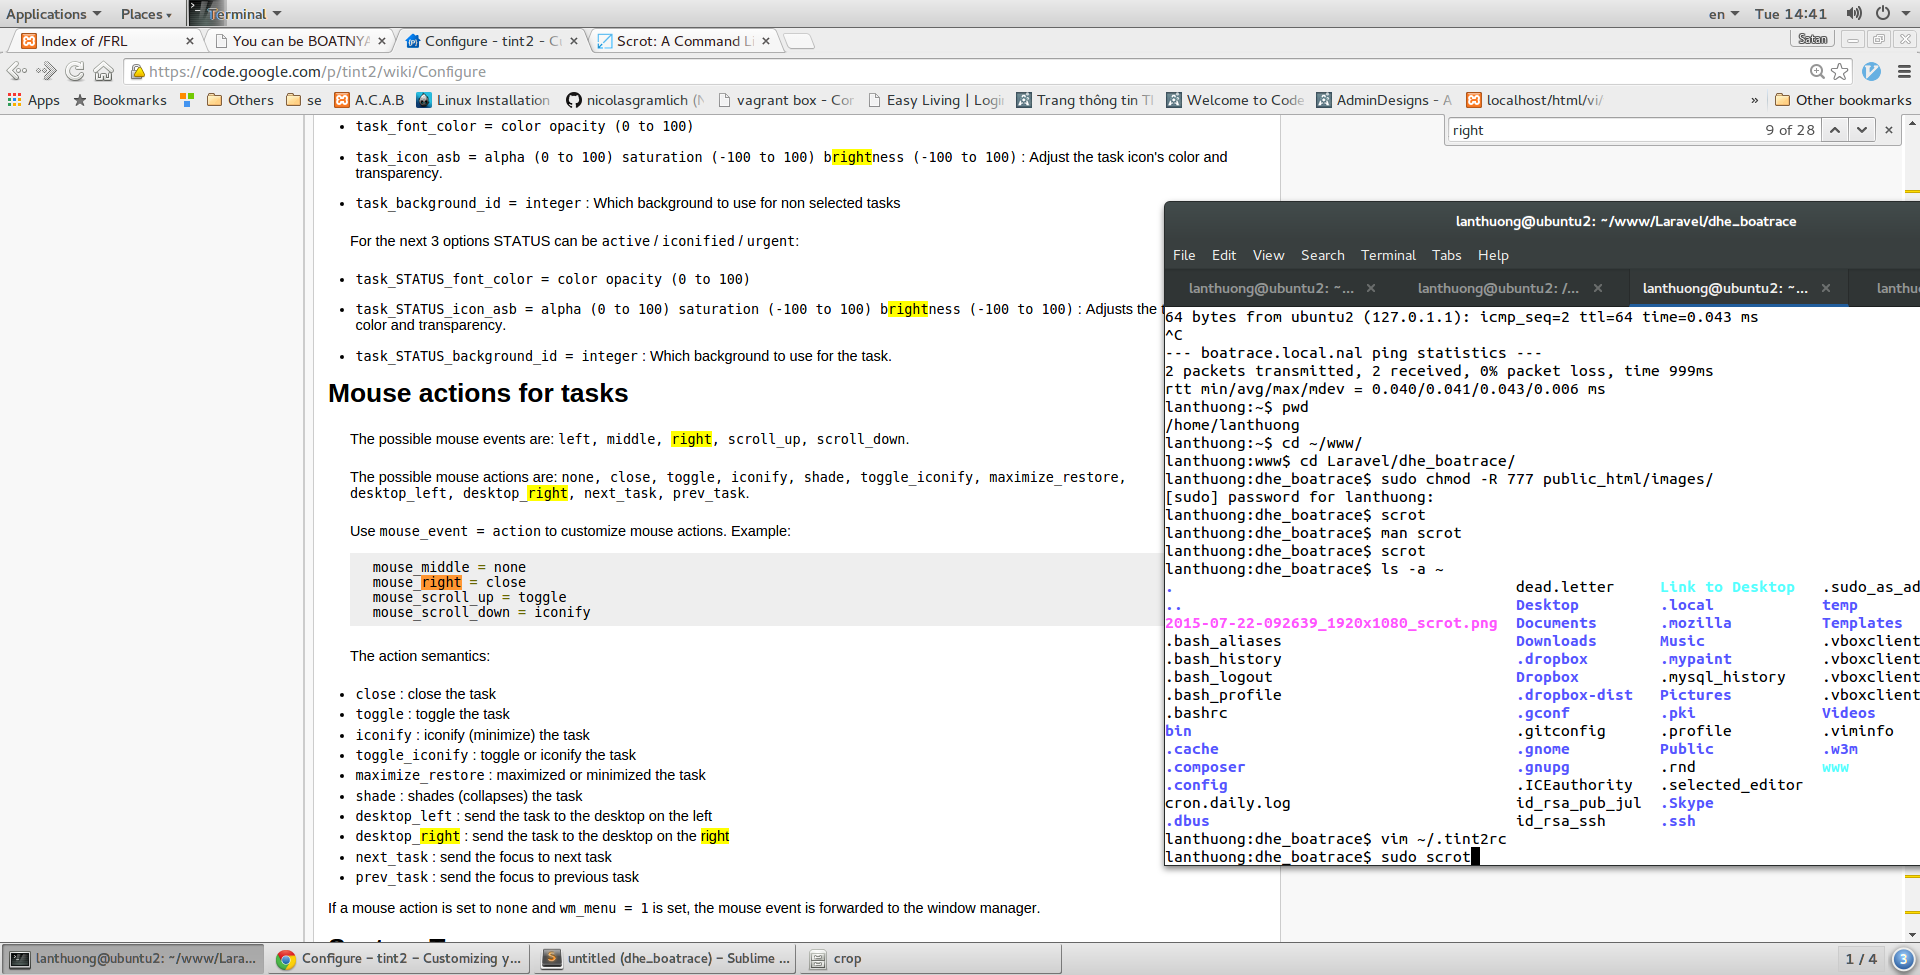 Applications Places Terminal en Tue 14:41
Index of /FRL You can be BOATNYA Configure - tint2 - C Scrot: A Command Li Satan
https://code.google.com/p/tint2/wiki/Configure
Apps Bookmarks Others se A.C.A.B Linux Installation nicolasgramlich ( vagrant box - Cor Easy Living | Logi Trang thông tin Welcome to Code AdminDesigns - A localhost/html/vi/ » Other bookmarks
right 9 of 28
task_font_color = color opacity (0 to 100)
task_icon_asb = alpha (0 to 100) saturation (-100 to 100) brightness (-100 to 100) : Adjust the task icon's color and
transparency.
task_background_id = integer : Which background to use for non selected tasks
For the next 3 options STATUS can be active / iconified / urgent:
task_STATUS_font_color = color opacity (0 to 100)
task_STATUS_icon_asb = alpha (0 to 100) saturation (-100 to 100) brightness (-100 to 100) : Adjusts the
color and transparency.
task_STATUS_background_id = integer : Which background to use for the task.
Mouse actions for tasks
The possible mouse events are: left, middle, right, scroll_up, scroll_down.
The possible mouse actions are: none, close, toggle, iconify, shade, toggle_iconify, maximize_restore,
desktop_left, desktop_right, next_task, prev_task.
Use mouse_event = action to customize mouse actions. Example:
mouse_middle = none
mouse_right = close
mouse_scroll_up = toggle
mouse_scroll_down = iconify
The action semantics:
close : close the task
toggle : toggle the task
iconify : iconify (minimize) the task
toggle_iconify : toggle or iconify the task
maximize_restore : maximized or minimized the task
shade : shades (collapses) the task
desktop_left : send the task to the desktop on the left
desktop_right : send the task to the desktop on the right
next_task : send the focus to next task
prev_task : send the focus to previous task
If a mouse action is set to none and wm_menu = 1 is set, the mouse event is forwarded to the window manager.
lanthuong@ubuntu2: ~/www/Laravel/dhe_boatrace
File Edit View Search Terminal Tabs Help
lanthuong@ubuntu2: ~... lanthuong@ubuntu2: /... lanthuong@ubuntu2: ~... lanthu
64 bytes from ubuntu2 (127.0.1.1): icmp_seq=2 ttl=64 time=0.043 ms
^C
--- boatrace.local.nal ping statistics ---
2 packets transmitted, 2 received, 0% packet loss, time 999ms
rtt min/avg/max/mdev = 0.040/0.041/0.043/0.006 ms
lanthuong:~$ pwd
/home/lanthuong
lanthuong:~$ cd ~/www/
lanthuong:www$ cd Laravel/dhe_boatrace/
lanthuong:dhe_boatrace$ sudo chmod -R 777 public_html/images/
[sudo] password for lanthuong:
lanthuong:dhe_boatrace$ scrot
lanthuong:dhe_boatrace$ man scrot
lanthuong:dhe_boatrace$ scrot
lanthuong:dhe_boatrace$ ls -a ~
. dead.letter Link to Desktop .sudo_as_ad
.. Desktop .local temp
2015-07-22-092639_1920x1080_scrot.png Documents .mozilla Templates
.bash_aliases Downloads Music .vboxclient
.bash_history .dropbox .mypaint .vboxclient
.bash_logout Dropbox .mysql_history .vboxclient
.bash_profile .dropbox-dist Pictures .vboxclient
.bashrc .gconf .pki Videos
bin .gitconfig .profile .viminfo
.cache .gnome Public .w3m
.composer .gnupg .rnd www
.config .ICEauthority .selected_editor
cron.daily.log id_rsa_pub_jul .Skype
.dbus id_rsa_ssh .ssh
lanthuong:dhe_boatrace$ vim ~/.tint2rc
lanthuong:dhe_boatrace$ sudo scrot
lanthuong@ubuntu2: ~/www/Lara... Configure - tint2 - Customizing y... untitled (dhe_boatrace) - Sublime ... crop 1 / 4 3